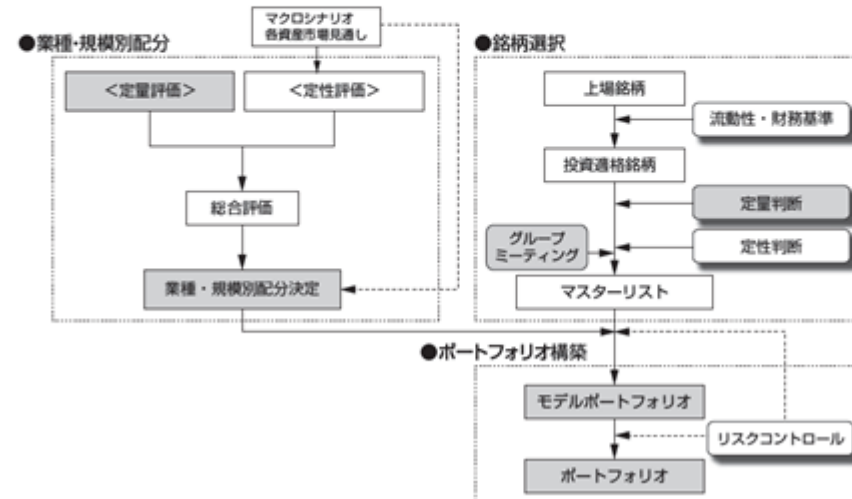 マクロシナリオ
各資産市場見通し
●業種・規模別配分
＜定量評価＞
＜定性評価＞
総合評価
業種・規模別配分決定
●銘柄選択
上場銘柄
流動性・財務基準
投資適格銘柄
定量判断
グループ
ミーティング
定性判断
マスターリスト
●ポートフォリオ構築
モデルポートフォリオ
リスクコントロール
ポートフォリオ